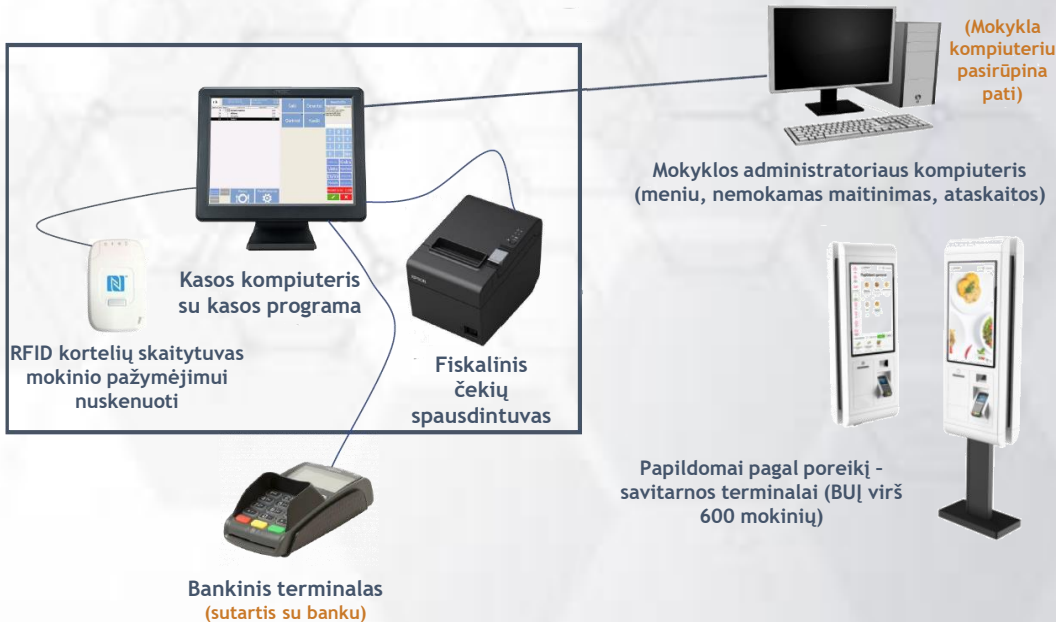 (Mokykla
kompiuteriu
pasirūpina
pati)
Mokyklos administratoriaus kompiuteris
(meniu, nemokamas maitinimas, ataskaitos)
Kasos kompiuteris
su kasos programa
RFID kortelių skaitytuvas
mokinio pažymėjimui
nuskenuoti
Fiskalinis
čekių
spausdintuvas
EPSON
Papildomai pagal poreikį –
savitarnos terminalai (BUĮ virš
600 mokinių)
Bankinis terminalas
(sutartis su banku)